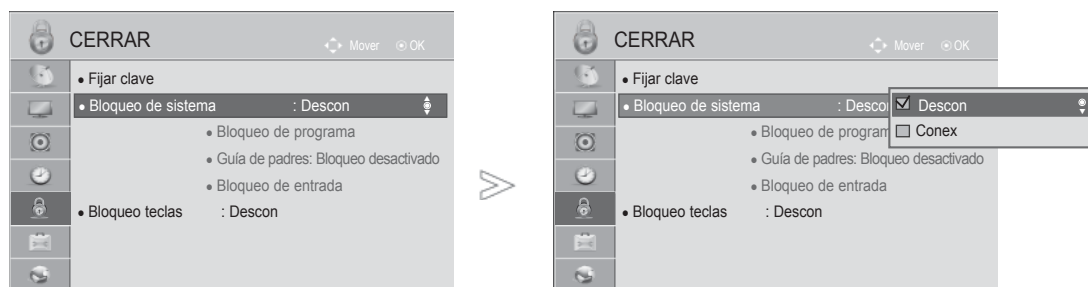 CERRAR
Mover OK
• Fijar clave
• Bloqueo de sistema : Descon
• Bloqueo de programa
• Guía de padres: Bloqueo desactivado
• Bloqueo de entrada
• Bloqueo teclas : Descon
CERRAR
Mover OK
• Fijar clave
• Bloqueo de sistema : Descon
Descon
Conex
• Bloqueo de program
• Guía de padres: Bloqueo desactivado
• Bloqueo de entrada
• Bloqueo teclas : Descon